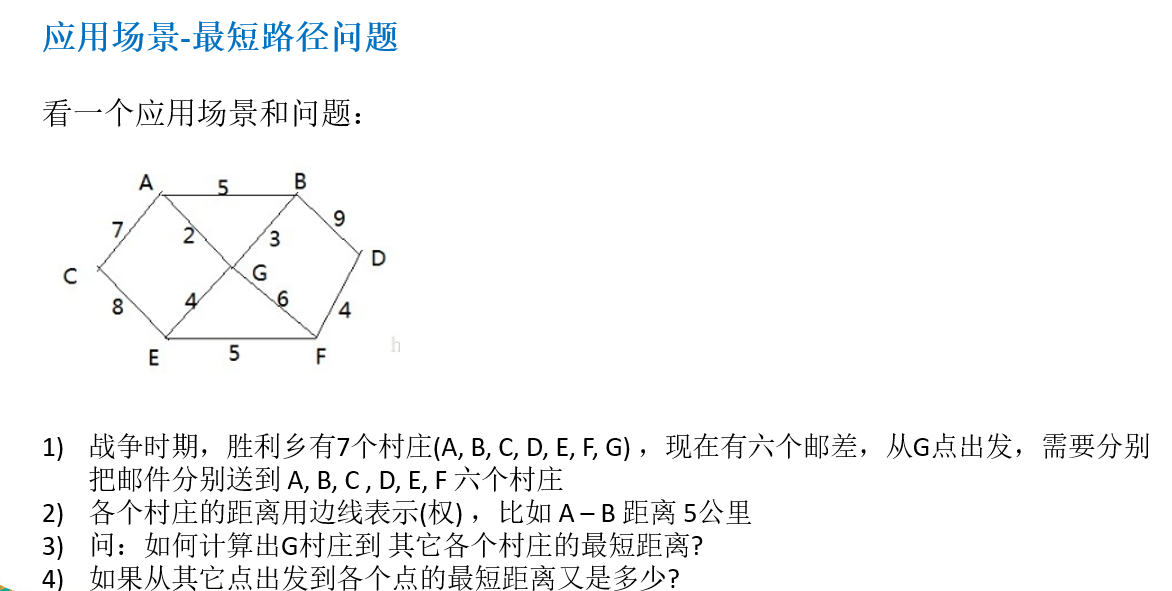 应用场景-最短路径问题
看一个应用场景和问题：
A 5 B
7 2 3 9
C G D
8 4 6 4
E 5 F
h
1) 战争时期，胜利乡有7个村庄(A, B, C, D, E, F, G) ，现在有六个邮差，从G点出发，需要分别
把邮件分别送到 A, B, C , D, E, F 六个村庄
2) 各个村庄的距离用边线表示(权) ，比如 A – B 距离 5公里
3) 问：如何计算出G村庄到 其它各个村庄的最短距离?
4) 如果从其它点出发到各个点的最短距离又是多少?